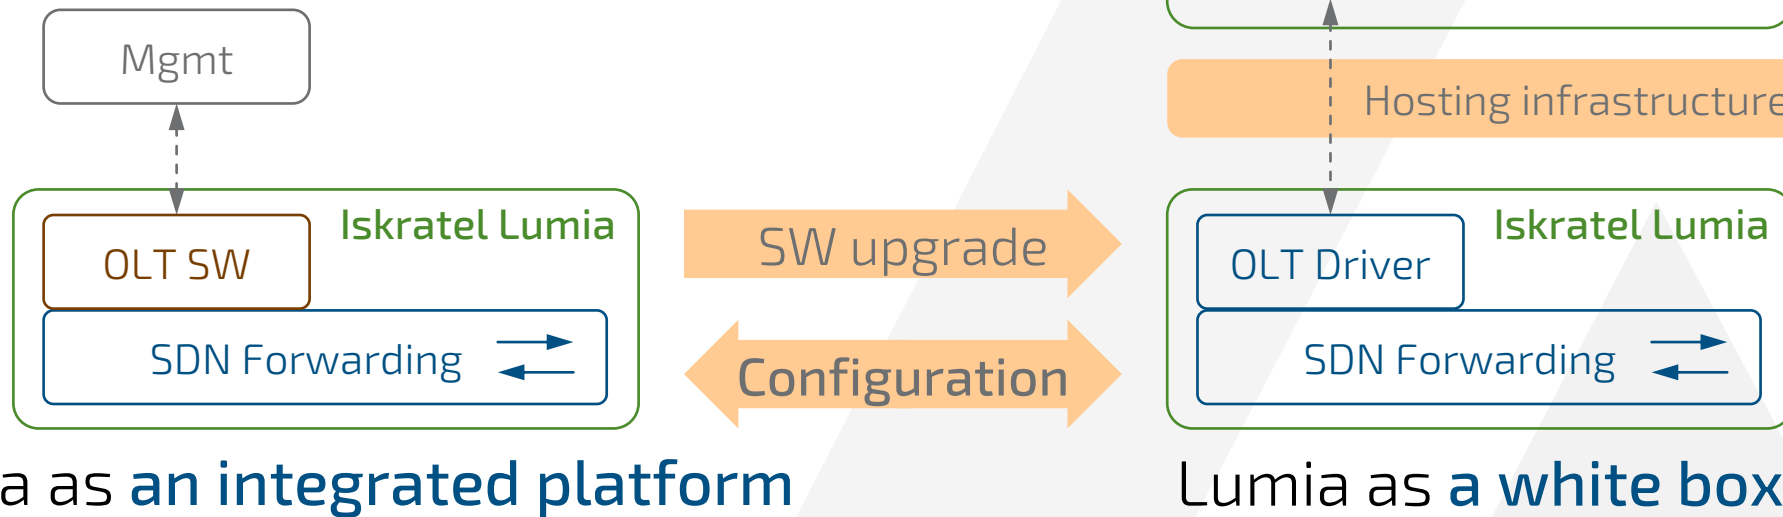 Mgmt
Iskratel Lumia
OLT SW
SDN Forwarding
a as an integrated platform
SW upgrade
Configuration
Hosting infrastructure
Iskratel Lumia
OLT Driver
SDN Forwarding
Lumia as a white box